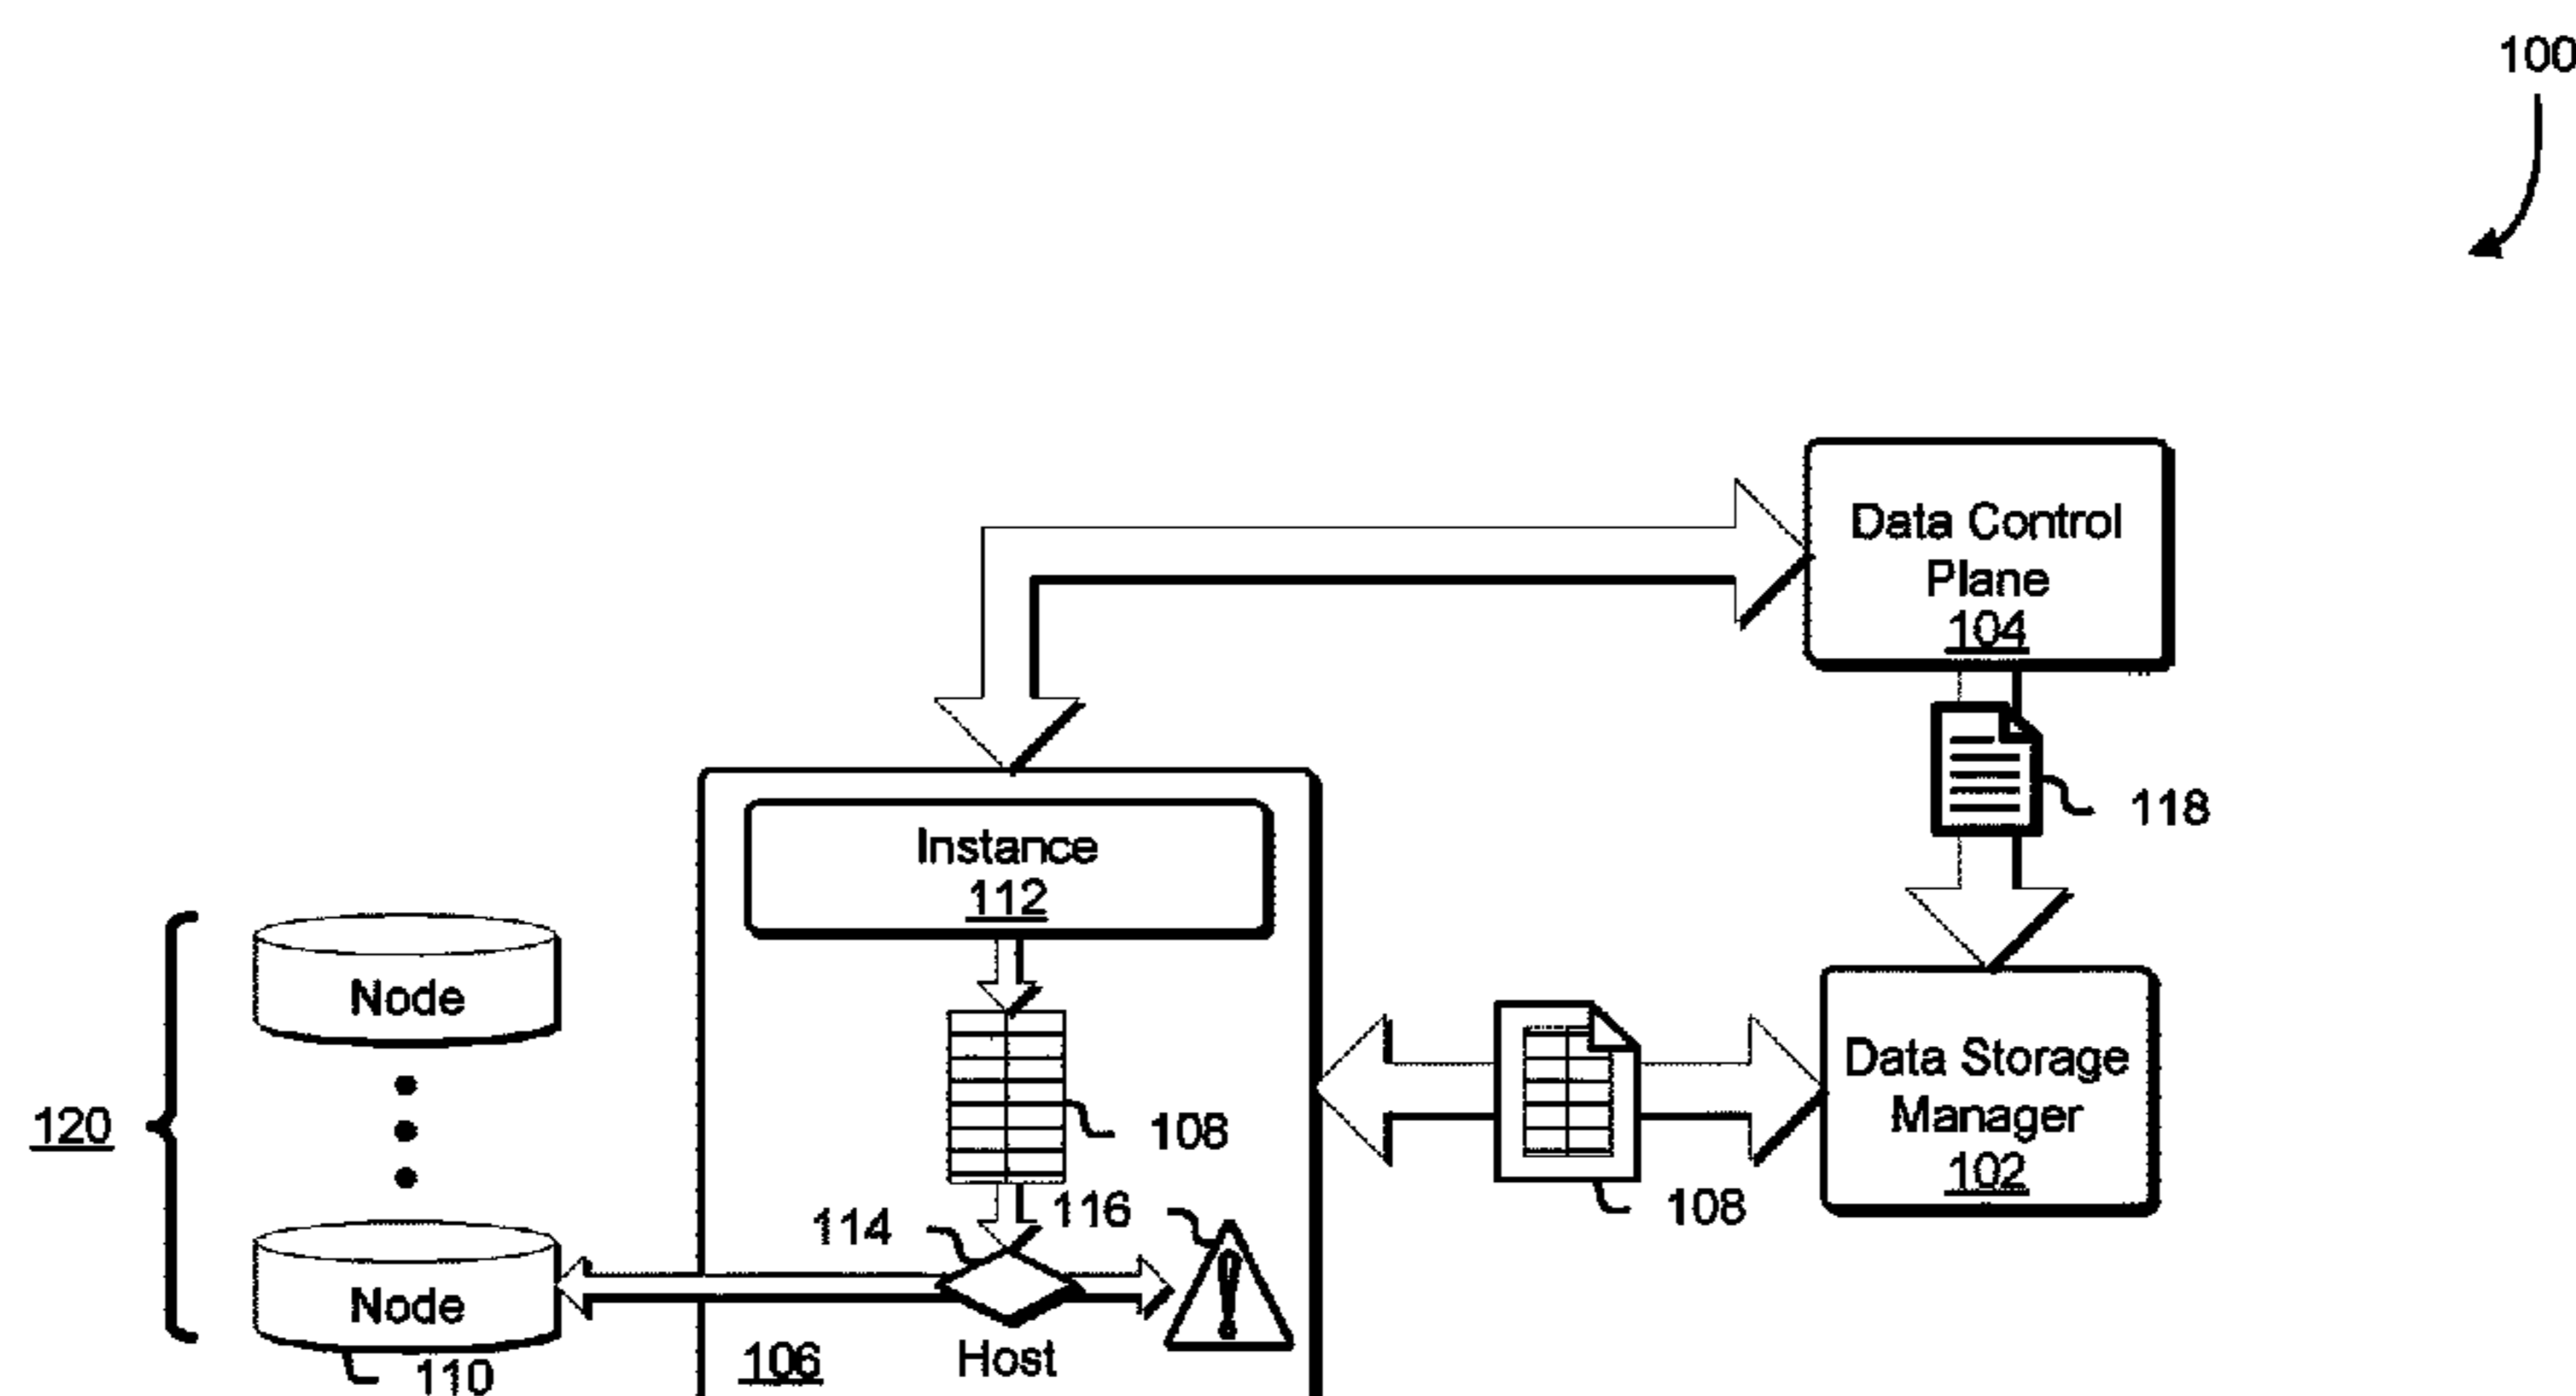 100
Data Control
Plane
104
118
Instance
112
Node
120
108
Data Storage
Manager
102
108
114
116
Node
110
106
Host